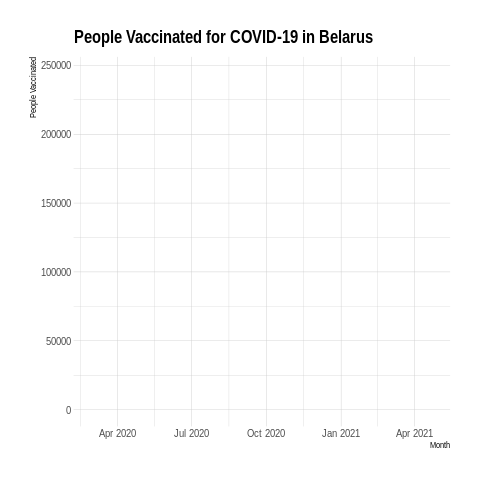 People Vaccinated for COVID-19 in Belarus
People Vaccinated
250000
200000
150000
100000
50000
0
Apr 2020 Jul 2020 Oct 2020 Jan 2021 Apr 2021
Month